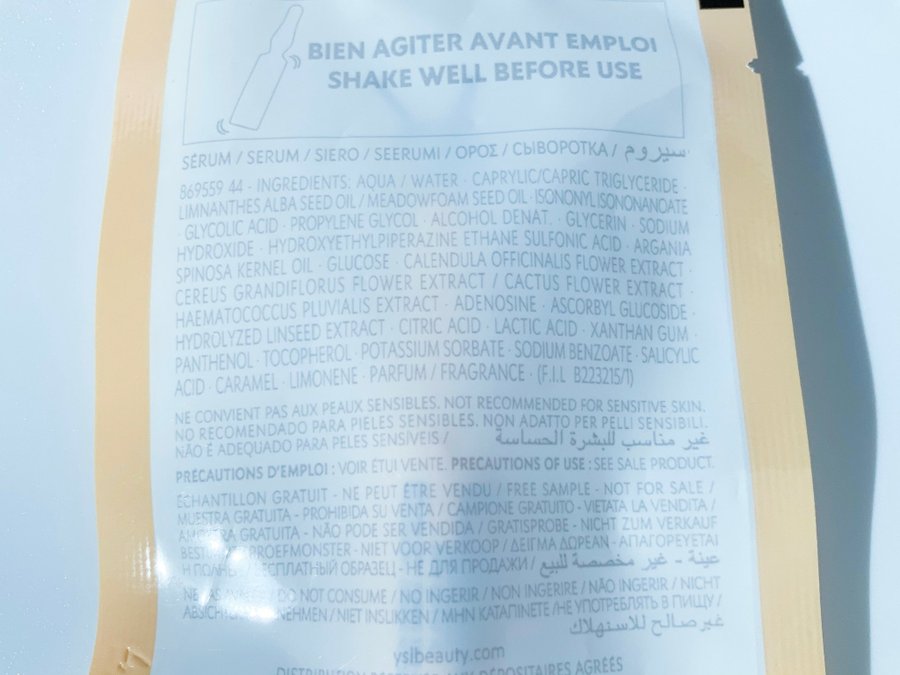 BIEN AGITER AVANT EMPLOI
SHAKE WELL BEFORE USE
SÉRUM / SERUM / SIERO / SEERUMI / ΟΡΟΣ / СЫВОРОТКА / سيروم
869559 44 - INGREDIENTS: AQUA / WATER · CAPRYLIC/CAPRIC TRIGLYCERIDE ·
LIMNANTHES ALBA SEED OIL / MEADOWFOAM SEED OIL · ISONONYL ISONONANOATE
· GLYCOLIC ACID · PROPYLENE GLYCOL · ALCOHOL DENAT. · GLYCERIN · SODIUM
HYDROXIDE · HYDROXYETHYLPIPERAZINE ETHANE SULFONIC ACID · ARGANIA
SPINOSA KERNEL OIL · GLUCOSE · CALENDULA OFFICINALIS FLOWER EXTRACT ·
CEREUS GRANDIFLORUS FLOWER EXTRACT / CACTUS FLOWER EXTRACT ·
HAEMATOCOCCUS PLUVIALIS EXTRACT · ADENOSINE · ASCORBYL GLUCOSIDE ·
HYDROLYZED LINSEED EXTRACT · CITRIC ACID · LACTIC ACID · XANTHAN GUM ·
PANTHENOL · TOCOPHEROL · POTASSIUM SORBATE · SODIUM BENZOATE · SALICYLIC
ACID · CARAMEL · LIMONENE · PARFUM / FRAGRANCE · (F.I.L B223215/1)
NE CONVIENT PAS AUX PEAUX SENSIBLES. NOT RECOMMENDED FOR SENSITIVE SKIN.
NO RECOMENDADO PARA PIELES SENSIBLES. NON ADATTO PER PELLI SENSIBILI.
NÃO É ADEQUADO PARA PELES SENSÍVEIS / غير مناسب للبشرة الحساسة
PRÉCAUTIONS D'EMPLOI : VOIR ÉTUI VENTE. PRECAUTIONS OF USE : SEE SALE PRODUCT.
ÉCHANTILLON GRATUIT - NE PEUT ÊTRE VENDU / FREE SAMPLE - NOT FOR SALE /
MUESTRA GRATUITA - PROHIBIDA SU VENTA / CAMPIONE GRATUITO - VIETATA LA VENDITA /
GRATUITA - NÃO PODE SER VENDIDA / GRATISPROBE - NICHT ZUM VERKAUF
PROEFMONSTER - NIET VOOR VERKOOP / ΔΕΙΓΜΑ ΔΩΡΕΑΝ - ΑΠΑΓΟΡΕΥΕΤΑΙ
ОБРАЗЕЦ - НЕ ДЛЯ ПРОДАЖИ / عينة - غير مخصصة للبيع
DO NOT CONSUME / NO INGERIR / NON INGERIRE / NÃO INGERIR / NICHT
NIET INSLIKKEN / ΜΗΝ ΚΑΤΑΠΙΝΕΤΕ /НЕ УПОТРЕБЛЯТЬ В ПИЩУ /
غير صالح للاستهلاك
yslbeauty.com
DISTRIBUTION AUX DÉPOSITAIRES AGRÉÉS